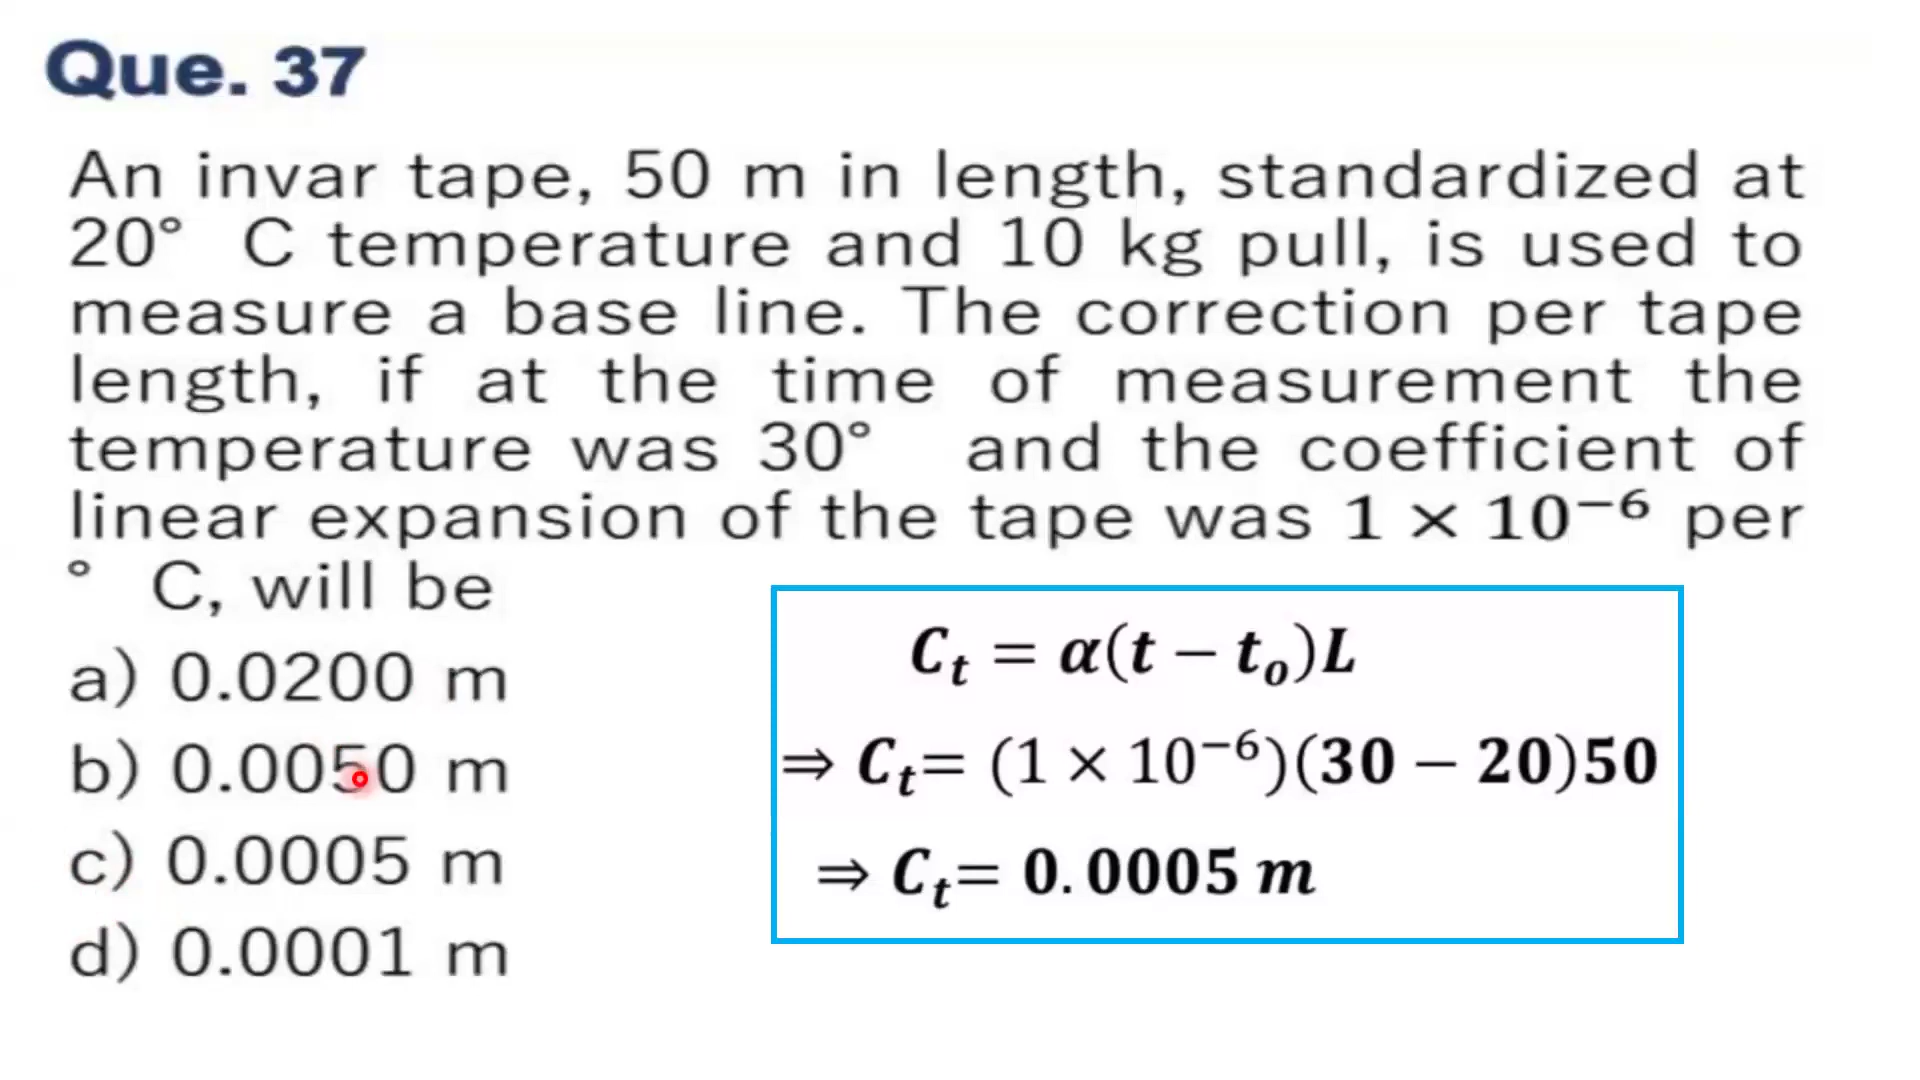 Que. 37
An invar tape, 50 m in length, standardized at
20° C temperature and 10 kg pull, is used to
measure a base line. The correction per tape
length, if at the time of measurement the
temperature was 30° and the coefficient of
linear expansion of the tape was 1 × 10⁻⁶ per
° C, will be
a) 0.0200 m
b) 0.0050 m
c) 0.0005 m
d) 0.0001 m
Cₜ = α(t − tₒ)L
⇒ Cₜ= (1 × 10⁻⁶)(30 − 20)50
⇒ Cₜ= 0.0005 m